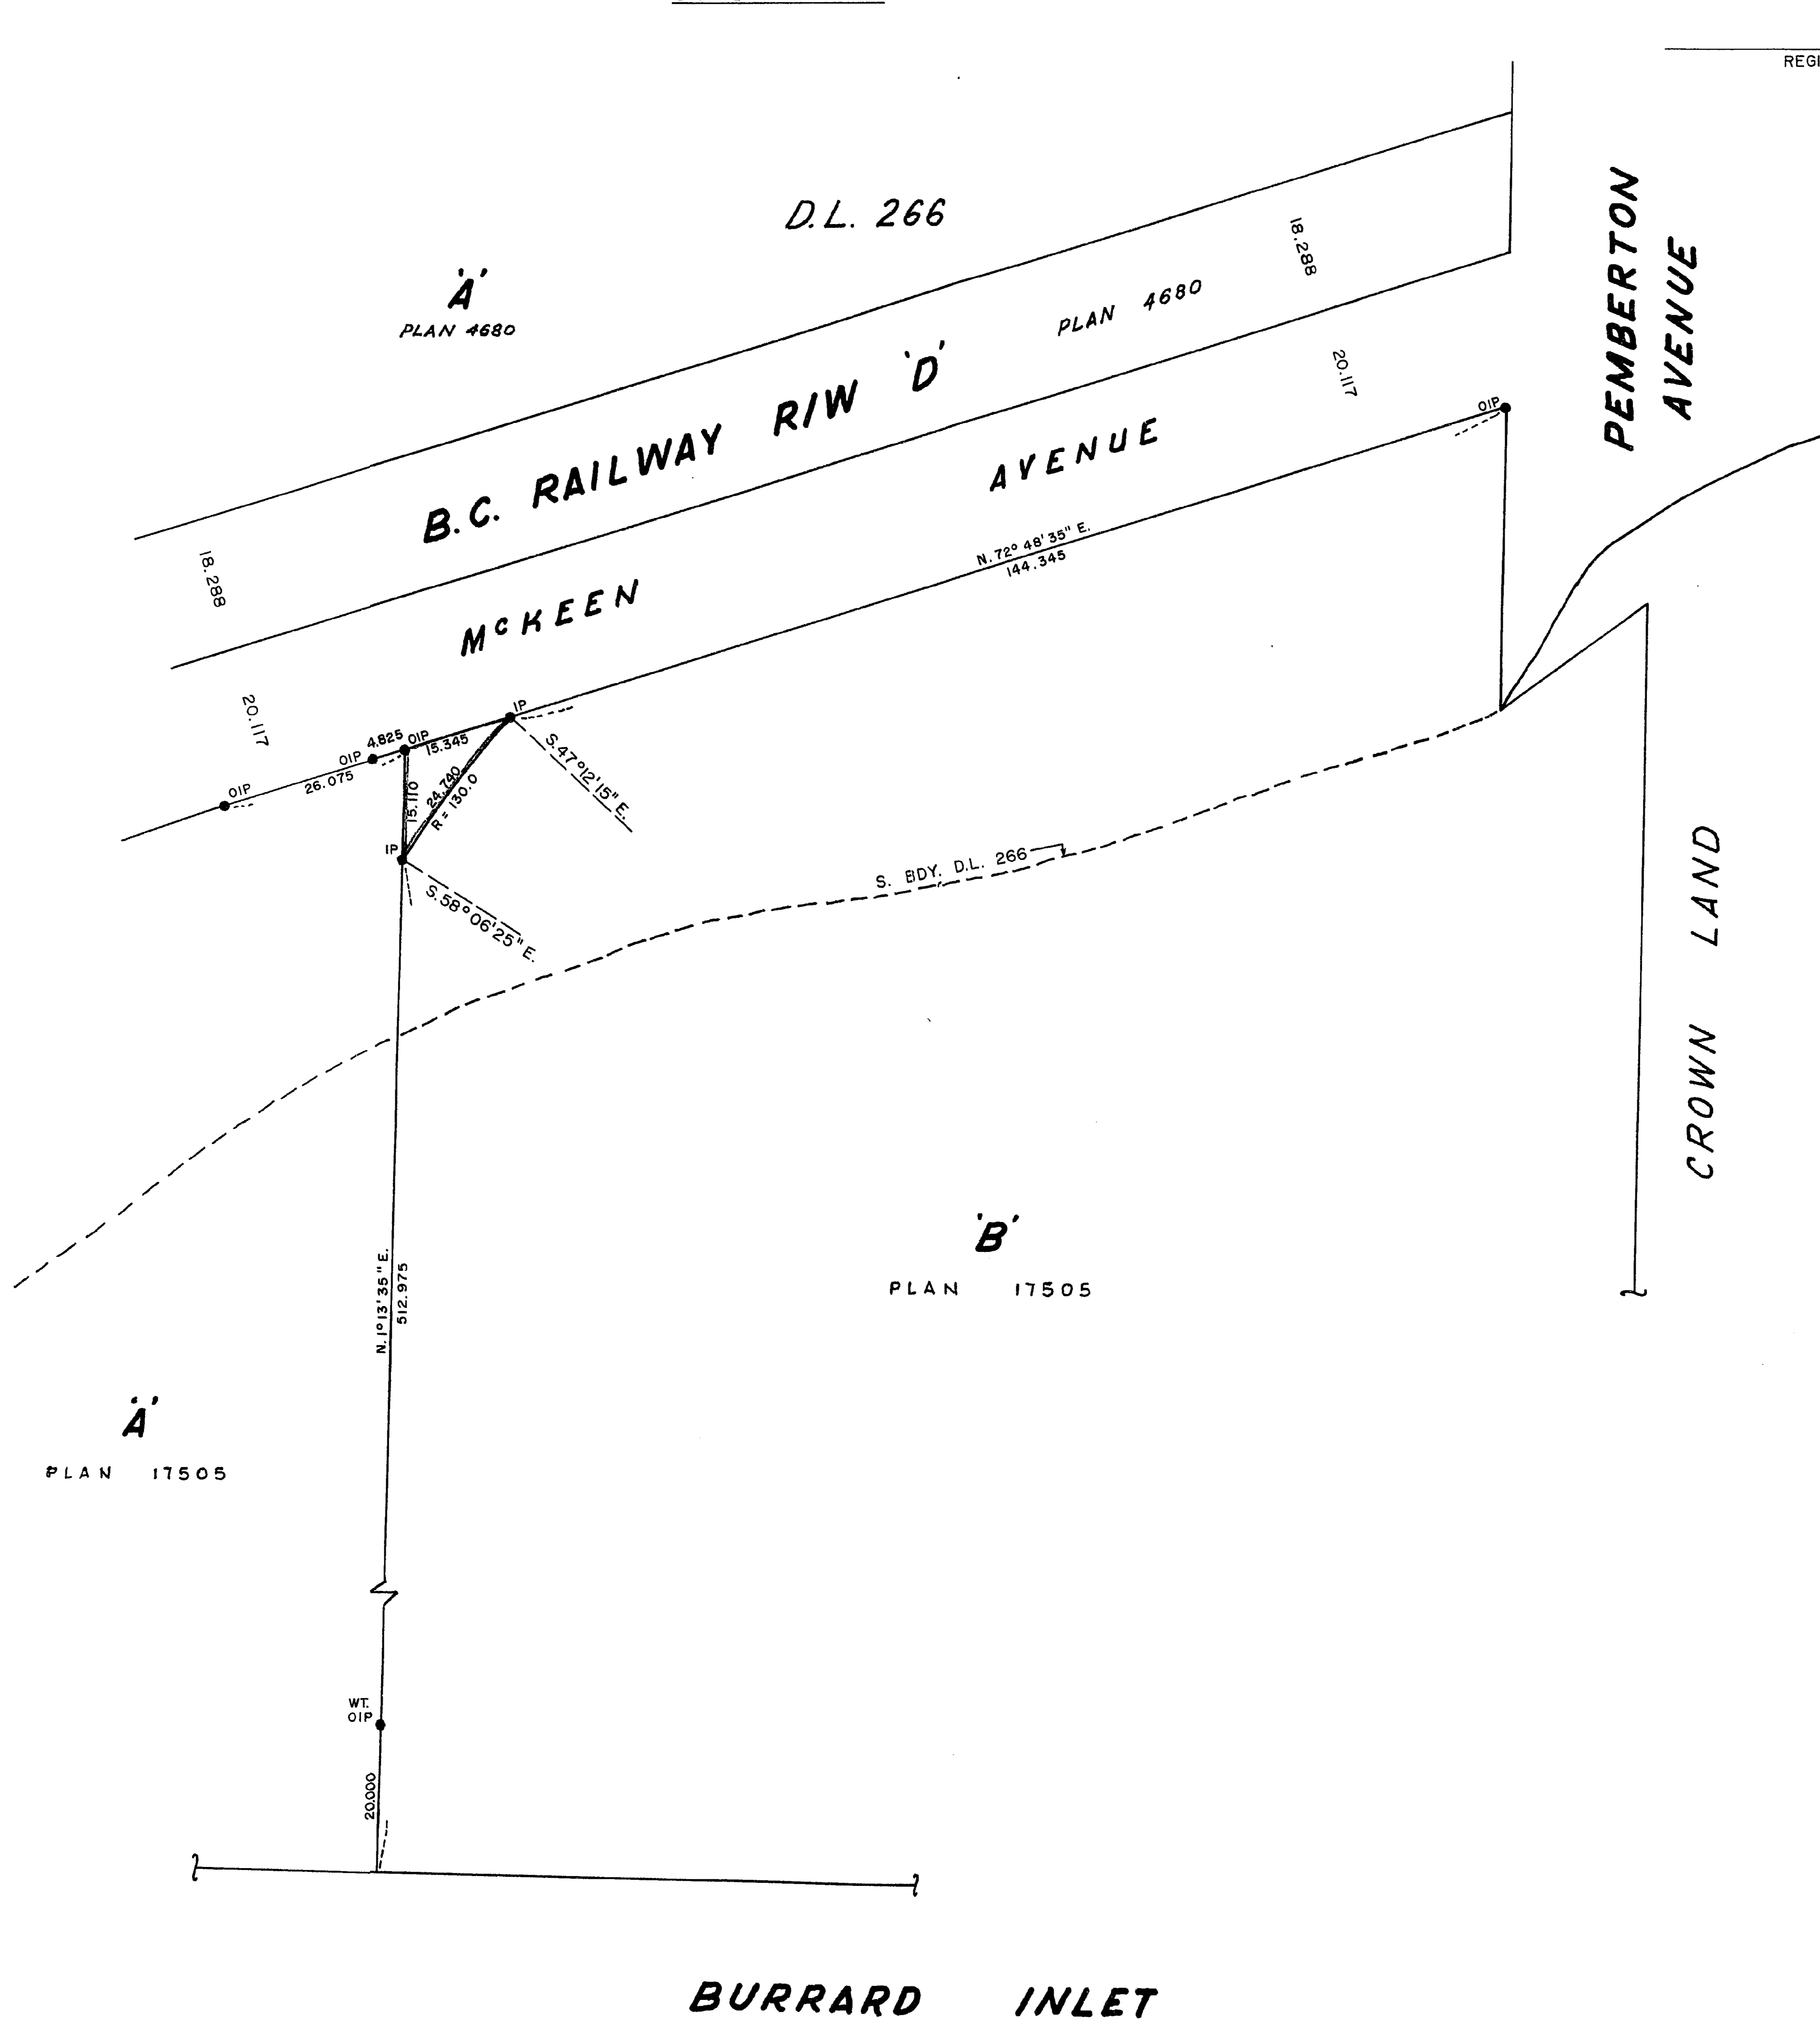 REGI
D.L. 266
'A'
PLAN 4680
PEMBERTON
AVENUE
18.288
PLAN 4680
B.C. RAILWAY R/W 'D'
20.117
OIP
McKEEN AVENUE
N. 72° 48' 35" E.
144.345
18.288
20.117
IP
4.825
OIP
15.345
OIP
26.075
OIP
15.110
24.740
R = 130.0
S. 47° 12' 15" E.
IP
S. 58° 06' 25" E.
S. BDY. D.L. 266
CROWN LAND
'B'
PLAN 17505
N. 1° 13' 35" E.
512.975
'A'
PLAN 17505
WT.
OIP
20.000
BURRARD INLET